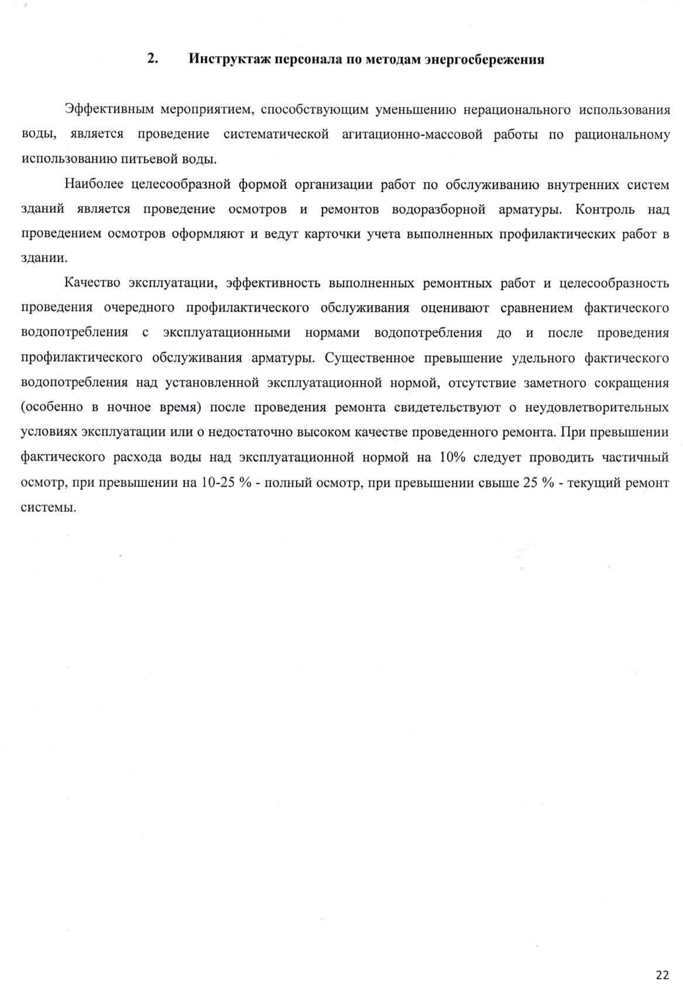 2. Инструктаж персонала по методам энергосбережения
Эффективным мероприятием, способствующим уменьшению нерационального использования
воды, является проведение систематической агитационно-массовой работы по рациональному
использованию питьевой воды.
Наиболее целесообразной формой организации работ по обслуживанию внутренних систем
зданий является проведение осмотров и ремонтов водоразборной арматуры. Контроль над
проведением осмотров оформляют и ведут карточки учета выполненных профилактических работ в
здании.
Качество эксплуатации, эффективность выполненных ремонтных работ и целесообразность
проведения очередного профилактического обслуживания оценивают сравнением фактического
водопотребления с эксплуатационными нормами водопотребления до и после проведения
профилактического обслуживания арматуры. Существенное превышение удельного фактического
водопотребления над установленной эксплуатационной нормой, отсутствие заметного сокращения
(особенно в ночное время) после проведения ремонта свидетельствуют о неудовлетворительных
условиях эксплуатации или о недостаточно высоком качестве проведенного ремонта. При превышении
фактического расхода воды над эксплуатационной нормой на 10% следует проводить частичный
осмотр, при превышении на 10-25 % - полный осмотр, при превышении свыше 25 % - текущий ремонт
системы.
22